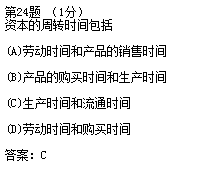 第24题 (1分)
资本的周转时间包括
(A)劳动时间和产品的销售时间
(B)产品的购买时间和生产时间
(C)生产时间和流通时间
(D)劳动时间和购买时间
答案：C